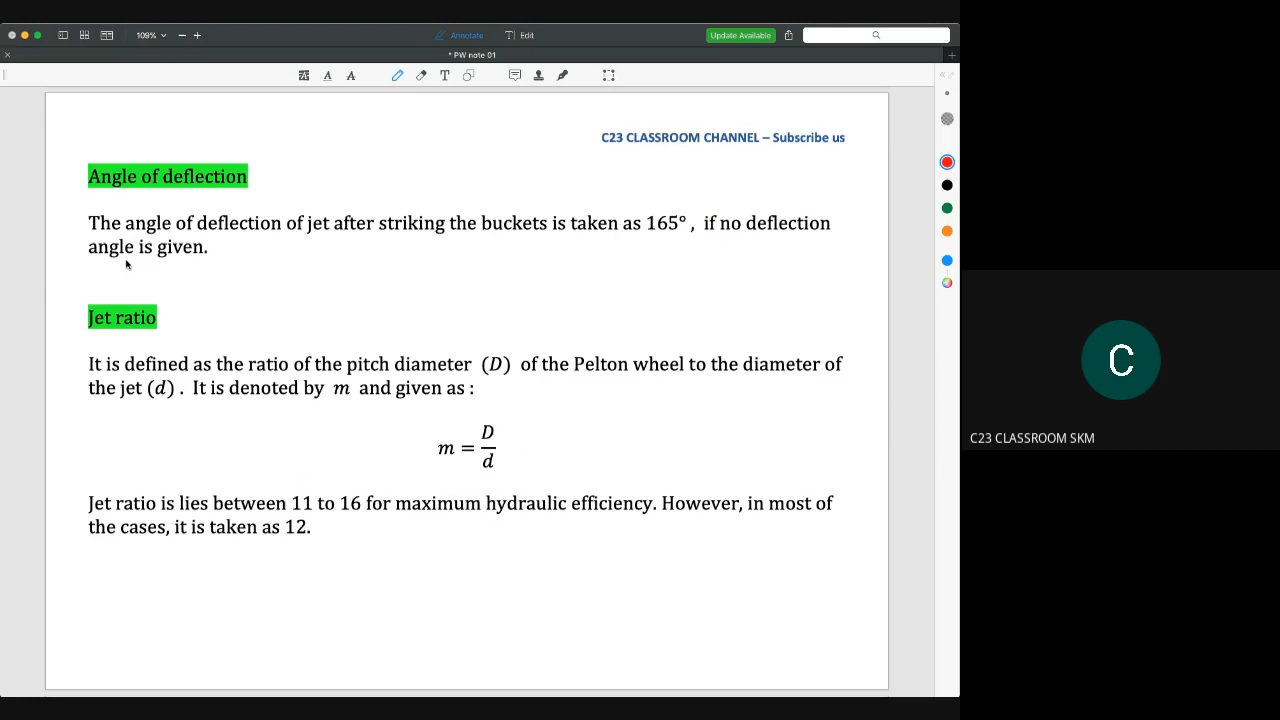 109%
Annotate
T Edit
Update Available
* PW note 01
C23 CLASSROOM CHANNEL – Subscribe us
Angle of deflection
The angle of deflection of jet after striking the buckets is taken as 165° , if no deflection
angle is given.
Jet ratio
It is defined as the ratio of the pitch diameter (D) of the Pelton wheel to the diameter of
the jet (d) . It is denoted by m and given as :
m = D/d
Jet ratio is lies between 11 to 16 for maximum hydraulic efficiency. However, in most of
the cases, it is taken as 12.
C
C23 CLASSROOM SKM